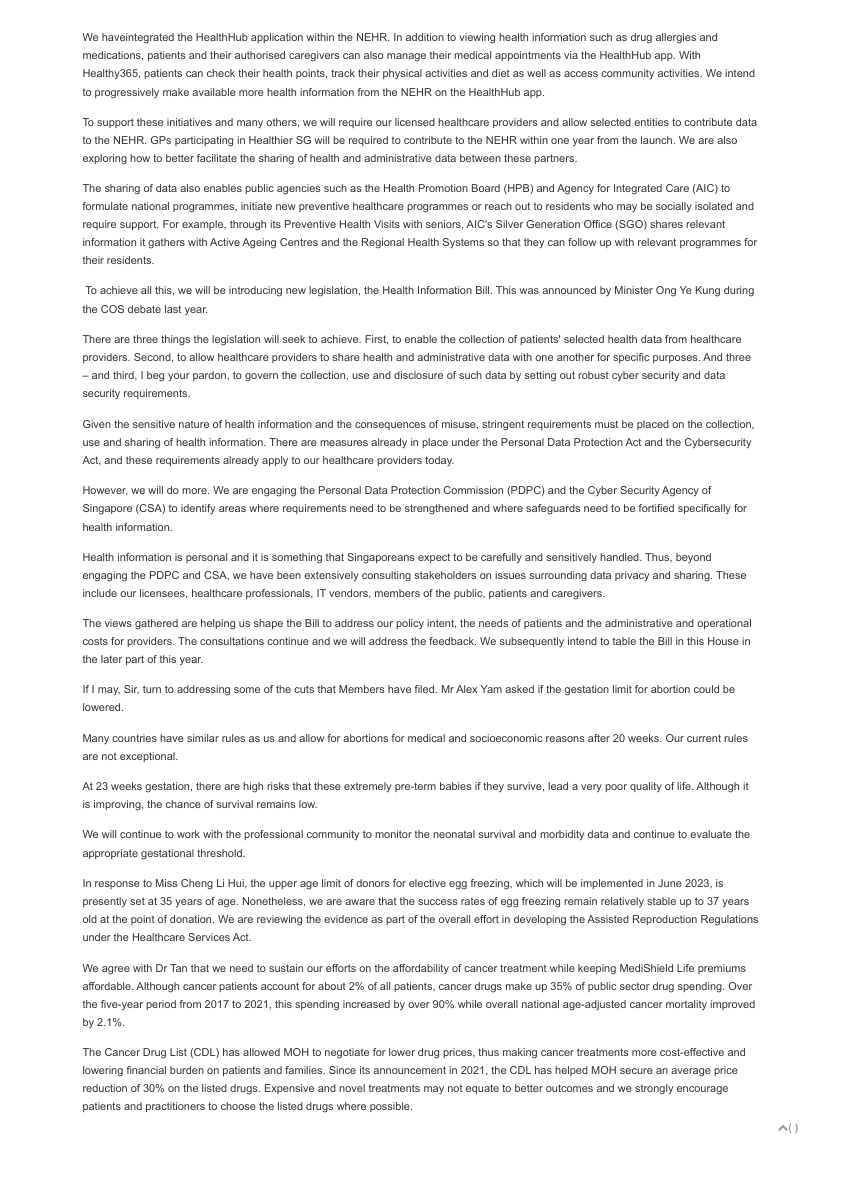 We haveintegrated the HealthHub application within the NEHR. In addition to viewing health information such as drug allergies and
medications, patients and their authorised caregivers can also manage their medical appointments via the HealthHub app. With
Healthy365, patients can check their health points, track their physical activities and diet as well as access community activities. We intend
to progressively make available more health information from the NEHR on the HealthHub app.
To support these initiatives and many others, we will require our licensed healthcare providers and allow selected entities to contribute data
to the NEHR. GPs participating in Healthier SG will be required to contribute to the NEHR within one year from the launch. We are also
exploring how to better facilitate the sharing of health and administrative data between these partners.
The sharing of data also enables public agencies such as the Health Promotion Board (HPB) and Agency for Integrated Care (AIC) to
formulate national programmes, initiate new preventive healthcare programmes or reach out to residents who may be socially isolated and
require support. For example, through its Preventive Health Visits with seniors, AIC's Silver Generation Office (SGO) shares relevant
information it gathers with Active Ageing Centres and the Regional Health Systems so that they can follow up with relevant programmes for
their residents.
To achieve all this, we will be introducing new legislation, the Health Information Bill. This was announced by Minister Ong Ye Kung during
the COS debate last year.
There are three things the legislation will seek to achieve. First, to enable the collection of patients' selected health data from healthcare
providers. Second, to allow healthcare providers to share health and administrative data with one another for specific purposes. And three
– and third, I beg your pardon, to govern the collection, use and disclosure of such data by setting out robust cyber security and data
security requirements.
Given the sensitive nature of health information and the consequences of misuse, stringent requirements must be placed on the collection,
use and sharing of health information. There are measures already in place under the Personal Data Protection Act and the Cybersecurity
Act, and these requirements already apply to our healthcare providers today.
However, we will do more. We are engaging the Personal Data Protection Commission (PDPC) and the Cyber Security Agency of
Singapore (CSA) to identify areas where requirements need to be strengthened and where safeguards need to be fortified specifically for
health information.
Health information is personal and it is something that Singaporeans expect to be carefully and sensitively handled. Thus, beyond
engaging the PDPC and CSA, we have been extensively consulting stakeholders on issues surrounding data privacy and sharing. These
include our licensees, healthcare professionals, IT vendors, members of the public, patients and caregivers.
The views gathered are helping us shape the Bill to address our policy intent, the needs of patients and the administrative and operational
costs for providers. The consultations continue and we will address the feedback. We subsequently intend to table the Bill in this House in
the later part of this year.
If I may, Sir, turn to addressing some of the cuts that Members have filed. Mr Alex Yam asked if the gestation limit for abortion could be
lowered.
Many countries have similar rules as us and allow for abortions for medical and socioeconomic reasons after 20 weeks. Our current rules
are not exceptional.
At 23 weeks gestation, there are high risks that these extremely pre-term babies if they survive, lead a very poor quality of life. Although it
is improving, the chance of survival remains low.
We will continue to work with the professional community to monitor the neonatal survival and morbidity data and continue to evaluate the
appropriate gestational threshold.
In response to Miss Cheng Li Hui, the upper age limit of donors for elective egg freezing, which will be implemented in June 2023, is
presently set at 35 years of age. Nonetheless, we are aware that the success rates of egg freezing remain relatively stable up to 37 years
old at the point of donation. We are reviewing the evidence as part of the overall effort in developing the Assisted Reproduction Regulations
under the Healthcare Services Act.
We agree with Dr Tan that we need to sustain our efforts on the affordability of cancer treatment while keeping MediShield Life premiums
affordable. Although cancer patients account for about 2% of all patients, cancer drugs make up 35% of public sector drug spending. Over
the five-year period from 2017 to 2021, this spending increased by over 90% while overall national age-adjusted cancer mortality improved
by 2.1%.
The Cancer Drug List (CDL) has allowed MOH to negotiate for lower drug prices, thus making cancer treatments more cost-effective and
lowering financial burden on patients and families. Since its announcement in 2021, the CDL has helped MOH secure an average price
reduction of 30% on the listed drugs. Expensive and novel treatments may not equate to better outcomes and we strongly encourage
patients and practitioners to choose the listed drugs where possible.
( )